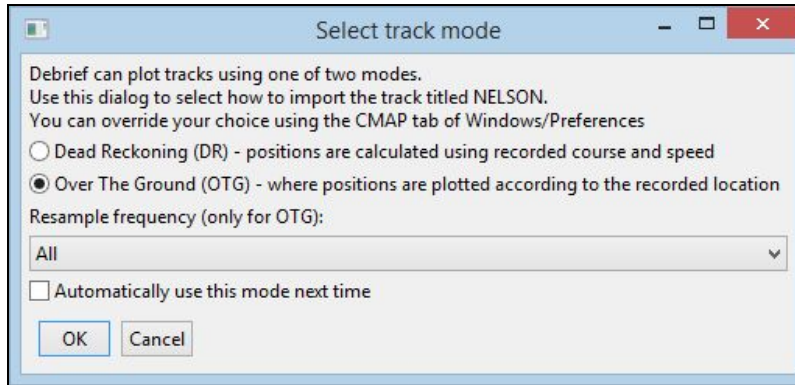 Select track mode
Debrief can plot tracks using one of two modes.
Use this dialog to select how to import the track titled NELSON.
You can override your choice using the CMAP tab of Windows/Preferences
Dead Reckoning (DR) - positions are calculated using recorded course and speed
Over The Ground (OTG) - where positions are plotted according to the recorded location
Resample frequency (only for OTG):
All
Automatically use this mode next time
OK Cancel